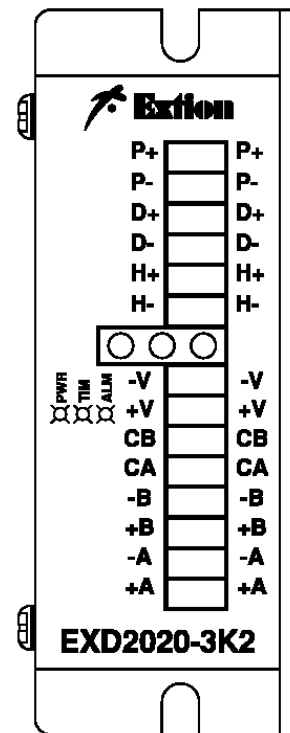 Extion
P+ P+
P- P-
D+ D+
D- D-
H+ H+
H- H-
PWR TIM ALM
-V -V
+V +V
CB CB
CA CA
-B -B
+B +B
-A -A
+A +A
EXD2020-3K2